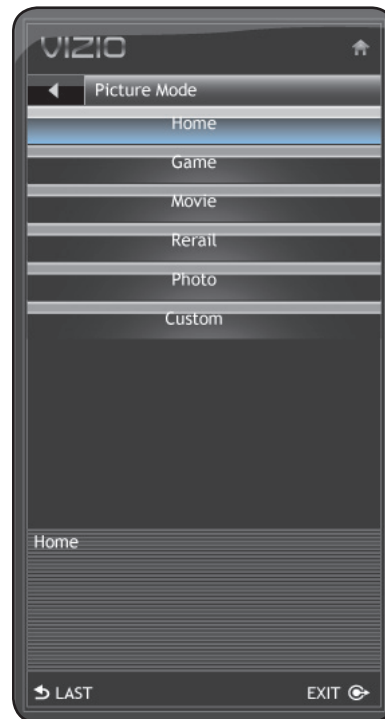 VIZIO
Picture Mode
Home
Game
Movie
Rerail
Photo
Custom
Home
LAST EXIT